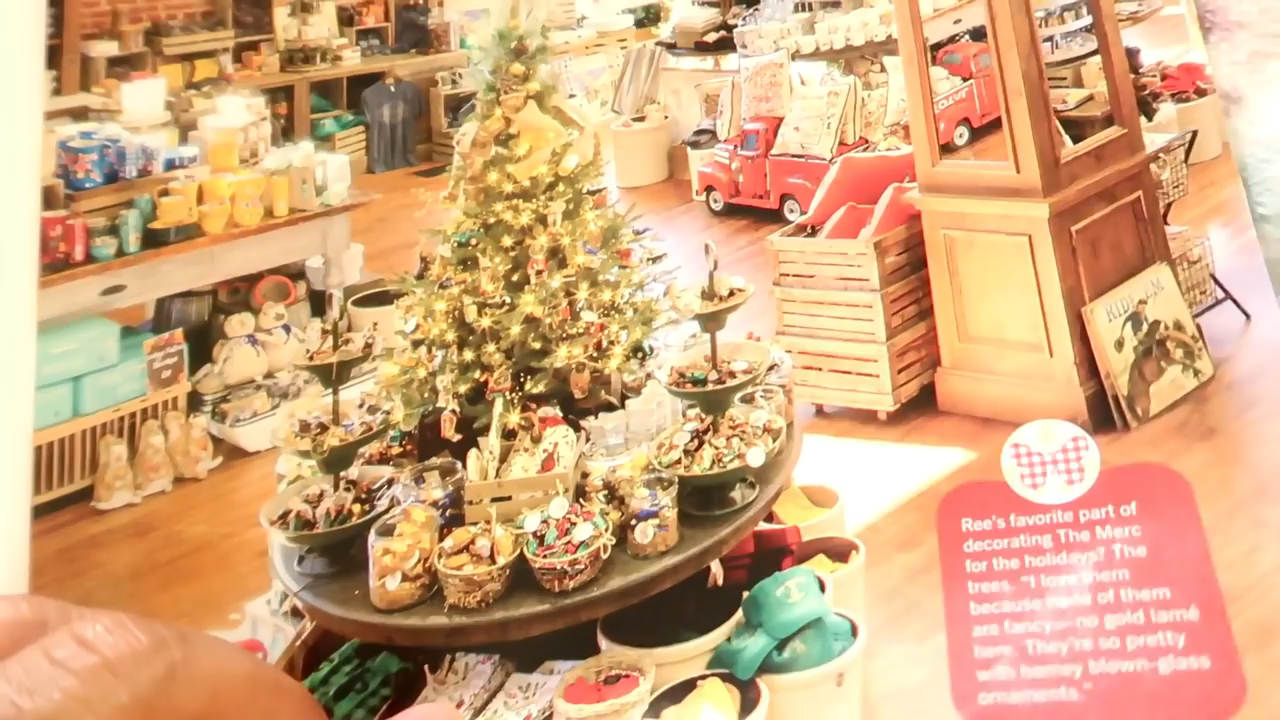 RIDE 'EM
Ree's favorite part of
decorating The Merc
for the holidays? The
trees. "I love them
because none of them
are fancy—no gold lamé
here. They're so pretty
with homey blown-glass
ornaments."